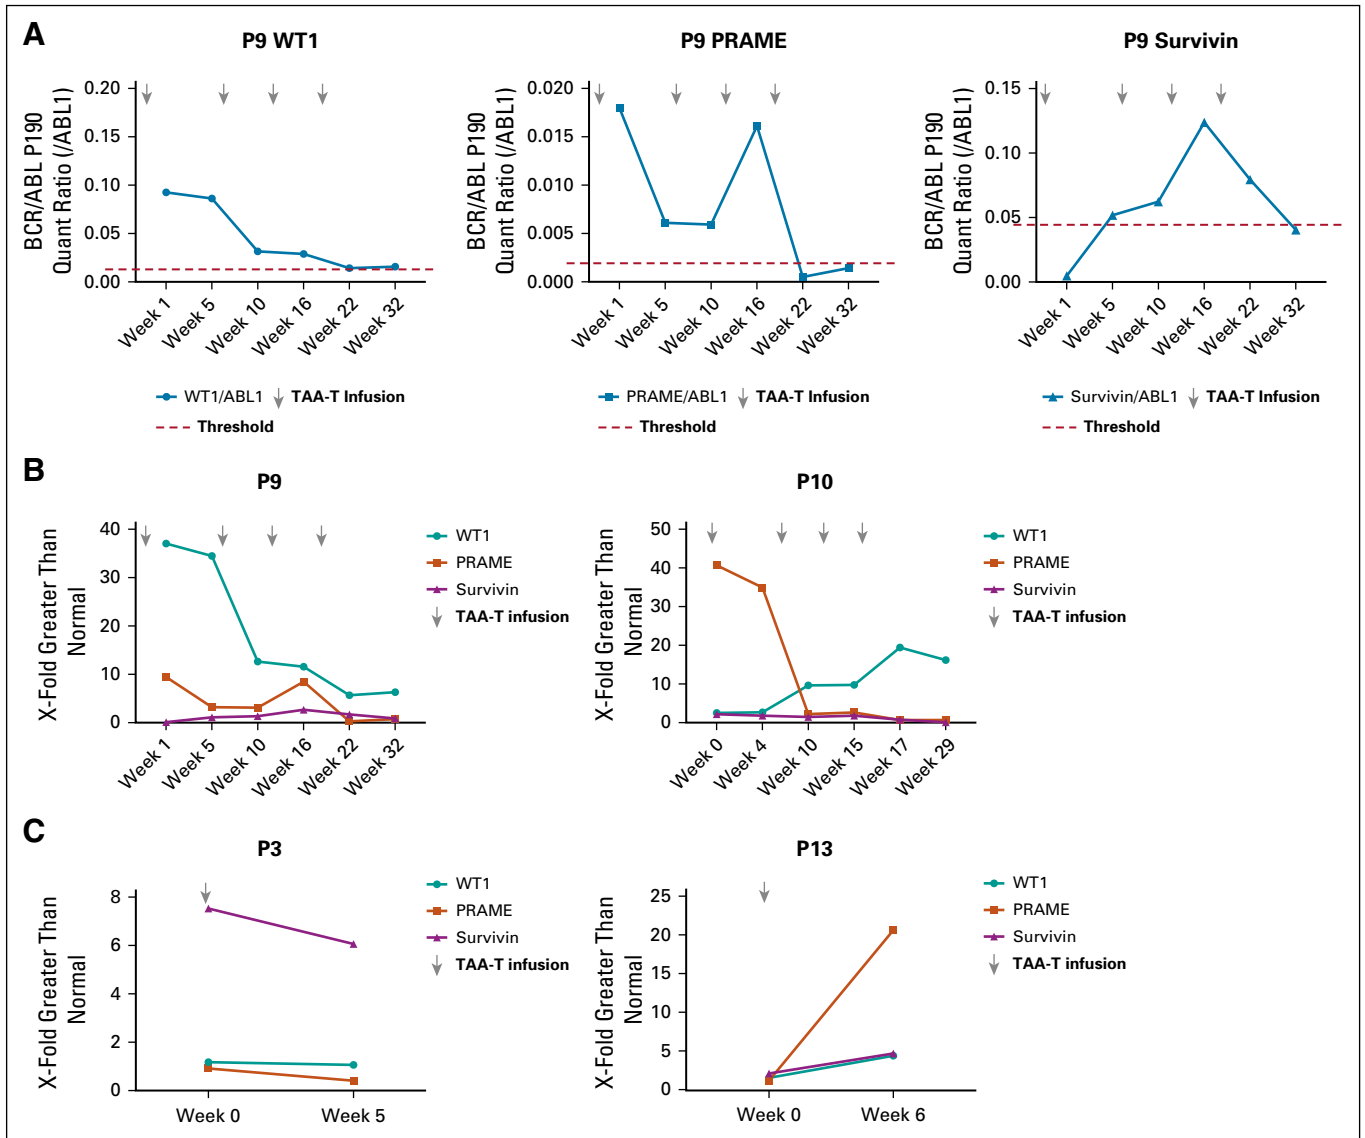 A
P9 WT1
BCR/ABL P190
Quant Ratio (/ABL1)
0.20
0.15
0.10
0.05
0.00
Week 1
Week 5
Week 10
Week 16
Week 22
Week 32
WT1/ABL1
TAA-T Infusion
Threshold
P9 PRAME
BCR/ABL P190
Quant Ratio (/ABL1)
0.020
0.015
0.010
0.005
0.000
Week 1
Week 5
Week 10
Week 16
Week 22
Week 32
PRAME/ABL1
TAA-T Infusion
Threshold
P9 Survivin
BCR/ABL P190
Quant Ratio (/ABL1)
0.15
0.10
0.05
0.00
Week 1
Week 5
Week 10
Week 16
Week 22
Week 32
Survivin/ABL1
TAA-T Infusion
Threshold
B
P9
X-Fold Greater Than
Normal
40
30
20
10
0
Week 1
Week 5
Week 10
Week 16
Week 22
Week 32
WT1
PRAME
Survivin
TAA-T infusion
P10
X-Fold Greater Than
Normal
50
40
30
20
10
0
Week 0
Week 4
Week 10
Week 15
Week 17
Week 29
WT1
PRAME
Survivin
TAA-T infusion
C
P3
X-Fold Greater Than
Normal
8
6
4
2
0
Week 0
Week 5
WT1
PRAME
Survivin
TAA-T infusion
P13
X-Fold Greater Than
Normal
25
20
15
10
5
0
Week 0
Week 6
WT1
PRAME
Survivin
TAA-T infusion